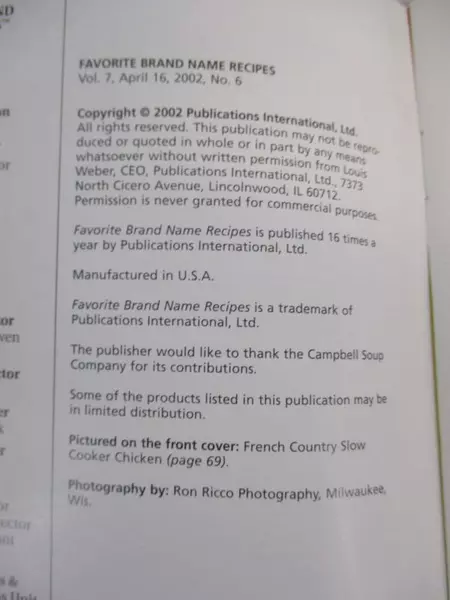 FAVORITE BRAND NAME RECIPES
Vol. 7, April 16, 2002, No. 6
Copyright © 2002 Publications International, Ltd.
All rights reserved. This publication may not be repro-
duced or quoted in whole or in part by any means
whatsoever without written permission from Louis
Weber, CEO, Publications International, Ltd., 7373
North Cicero Avenue, Lincolnwood, IL 60712.
Permission is never granted for commercial purposes.
Favorite Brand Name Recipes is published 16 times a
year by Publications International, Ltd.
Manufactured in U.S.A.
Favorite Brand Name Recipes is a trademark of
Publications International, Ltd.
The publisher would like to thank the Campbell Soup
Company for its contributions.
Some of the products listed in this publication may be
in limited distribution.
Pictured on the front cover: French Country Slow
Cooker Chicken (page 69).
Photography by: Ron Ricco Photography, Milwaukee,
Wis.